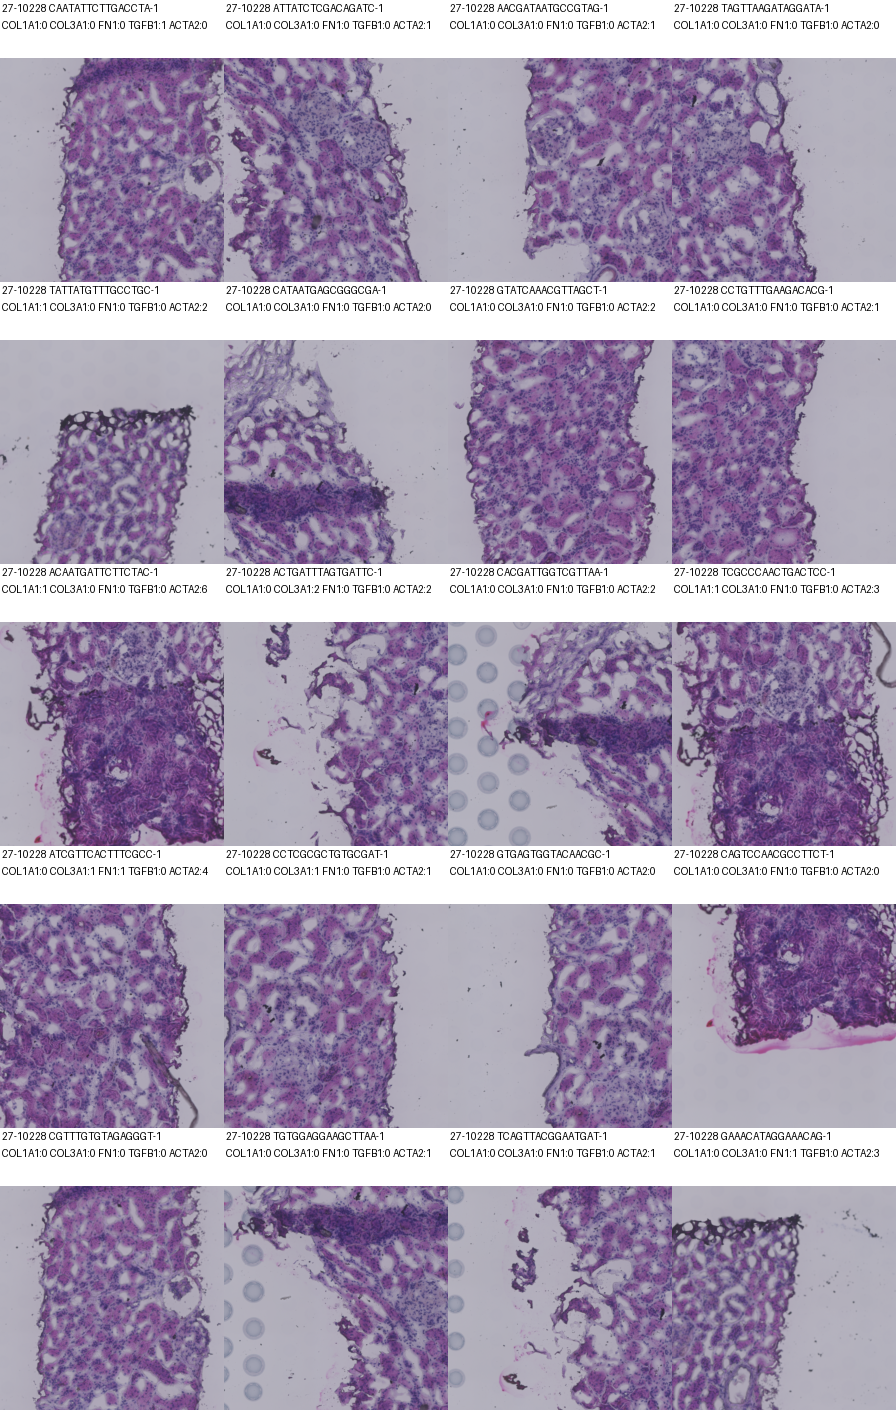 27-10228 CAATATTCTTGACCTA-1
COL1A1:0 COL3A1:0 FN1:0 TGFB1:1 ACTA2:0
27-10228 ATTATCTCGACAGATC-1
COL1A1:0 COL3A1:0 FN1:0 TGFB1:0 ACTA2:1
27-10228 AACGATAATGCCGTAG-1
COL1A1:0 COL3A1:0 FN1:0 TGFB1:0 ACTA2:1
27-10228 TAGTTAAGATAGGATA-1
COL1A1:0 COL3A1:0 FN1:0 TGFB1:0 ACTA2:0
27-10228 TATTATGTTTGCCTGC-1
COL1A1:1 COL3A1:0 FN1:0 TGFB1:0 ACTA2:2
27-10228 CATAATGAGCGGGCGA-1
COL1A1:0 COL3A1:0 FN1:0 TGFB1:0 ACTA2:0
27-10228 GTATCAAACGTTAGCT-1
COL1A1:0 COL3A1:0 FN1:0 TGFB1:0 ACTA2:2
27-10228 CCTGTTTGAAGACACG-1
COL1A1:0 COL3A1:0 FN1:0 TGFB1:0 ACTA2:1
27-10228 ACAATGATTCTTCTAC-1
COL1A1:1 COL3A1:0 FN1:0 TGFB1:0 ACTA2:6
27-10228 ACTGATTTAGTGATTC-1
COL1A1:0 COL3A1:2 FN1:0 TGFB1:0 ACTA2:2
27-10228 CACGATTGGTCGTTAA-1
COL1A1:0 COL3A1:0 FN1:0 TGFB1:0 ACTA2:2
27-10228 TCGCCCAACTGACTCC-1
COL1A1:1 COL3A1:0 FN1:0 TGFB1:0 ACTA2:3
27-10228 ATCGTTCACTTTCGCC-1
COL1A1:0 COL3A1:1 FN1:1 TGFB1:0 ACTA2:4
27-10228 CCTCGCGCTGTGCGAT-1
COL1A1:0 COL3A1:1 FN1:0 TGFB1:0 ACTA2:1
27-10228 GTGAGTGGTACAACGC-1
COL1A1:0 COL3A1:0 FN1:0 TGFB1:0 ACTA2:0
27-10228 CAGTCCAACGCCTTCT-1
COL1A1:0 COL3A1:0 FN1:0 TGFB1:0 ACTA2:0
27-10228 CGTTTGTGTAGAGGGT-1
COL1A1:0 COL3A1:0 FN1:0 TGFB1:0 ACTA2:0
27-10228 TGTGGAGGAAGCTTAA-1
COL1A1:0 COL3A1:0 FN1:0 TGFB1:0 ACTA2:1
27-10228 TCAGTTACGGAATGAT-1
COL1A1:0 COL3A1:0 FN1:0 TGFB1:0 ACTA2:1
27-10228 GAAACATAGGAAACAG-1
COL1A1:0 COL3A1:0 FN1:1 TGFB1:0 ACTA2:3